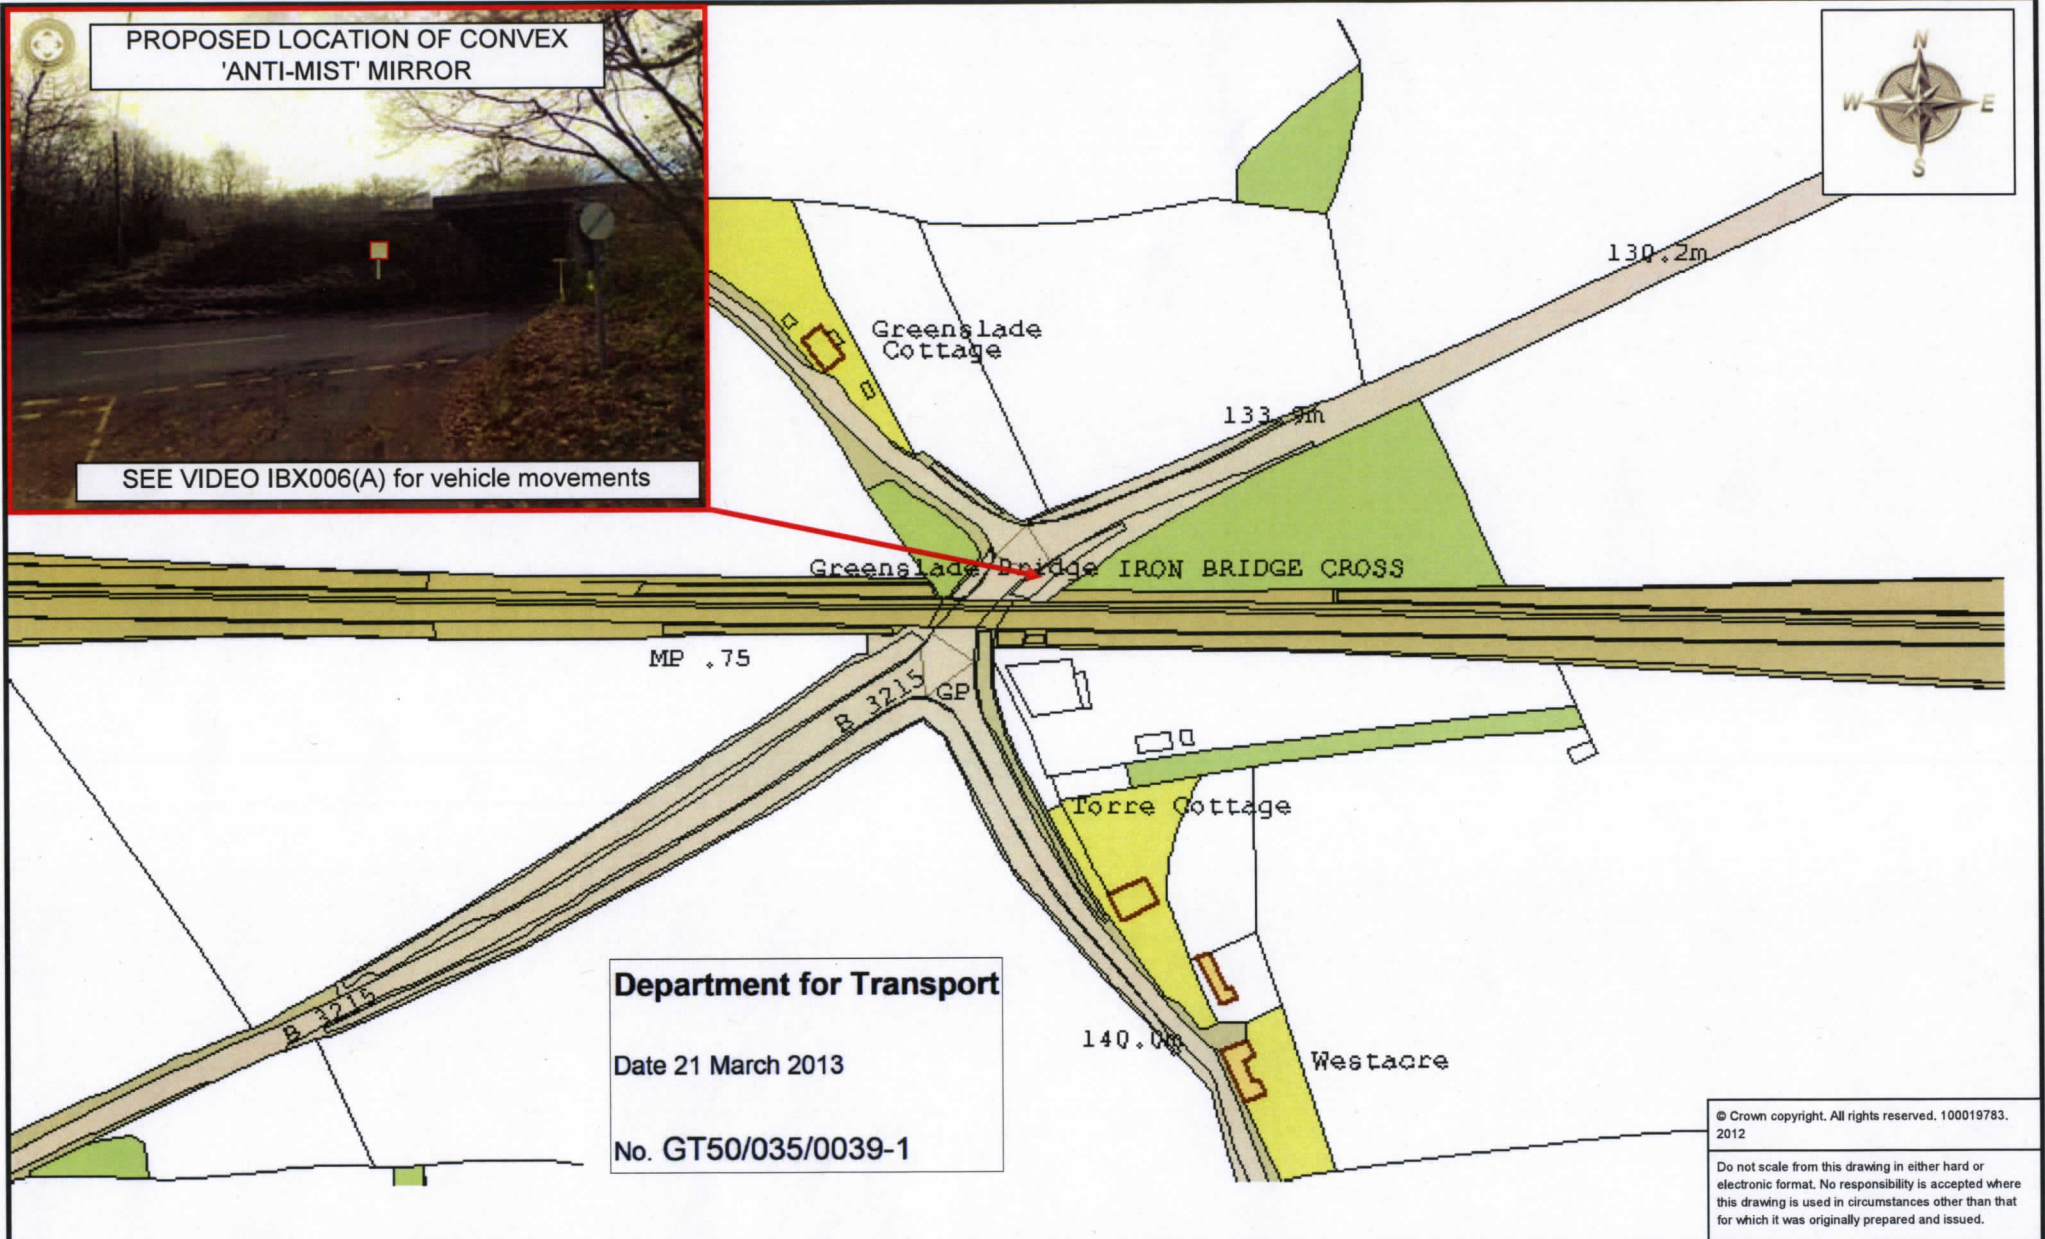 PROPOSED LOCATION OF CONVEX
'ANTI-MIST' MIRROR
SEE VIDEO IBX006(A) for vehicle movements
N
W E
S
130.2m
Greenslade
Cottage
133.9m
Greenslade Bridge IRON BRIDGE CROSS
MP .75
B 3215
GP
Torre Cottage
B 3215
140.0m
Westacre
Department for Transport
Date 21 March 2013
No. GT50/035/0039-1
© Crown copyright. All rights reserved. 100019783.
2012
Do not scale from this drawing in either hard or
electronic format. No responsibility is accepted where
this drawing is used in circumstances other than that
for which it was originally prepared and issued.